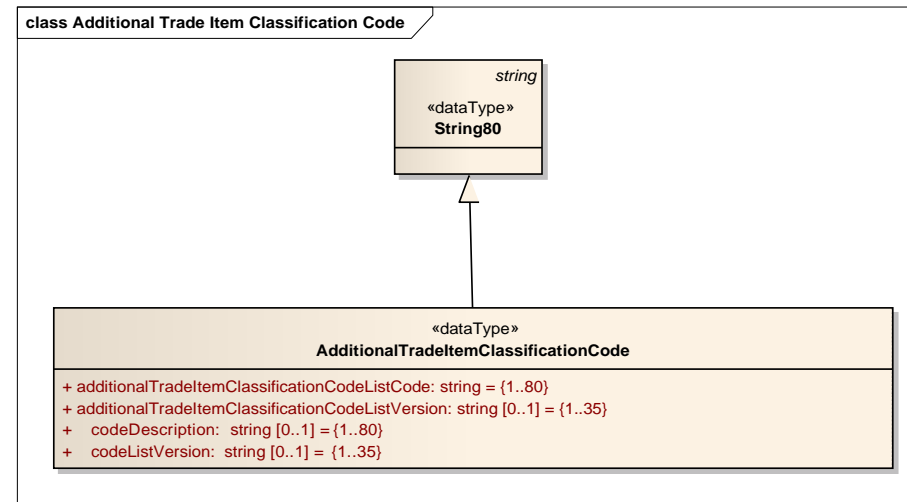 class Additional Trade Item Classification Code
string
«dataType»
String80
«dataType»
AdditionalTradeItemClassificationCode
+ additionalTradeItemClassificationCodeListCode: string = {1..80}
+ additionalTradeItemClassificationCodeListVersion: string [0..1] = {1..35}
+ codeDescription: string [0..1] = {1..80}
+ codeListVersion: string [0..1] = {1..35}